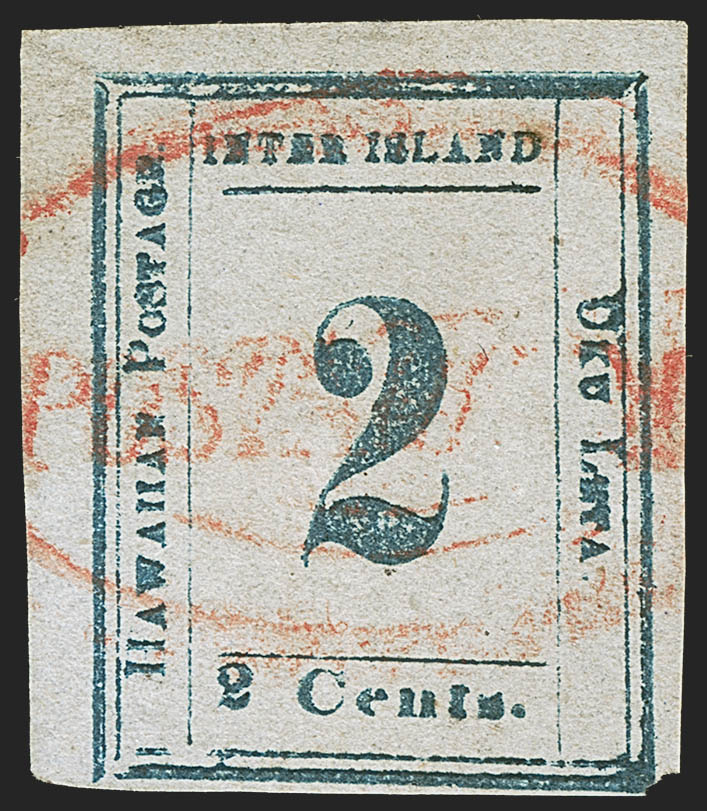 INTER ISLAND
HAWAIIAN POSTAGE.
2
UKU LETA.
2 Cents.